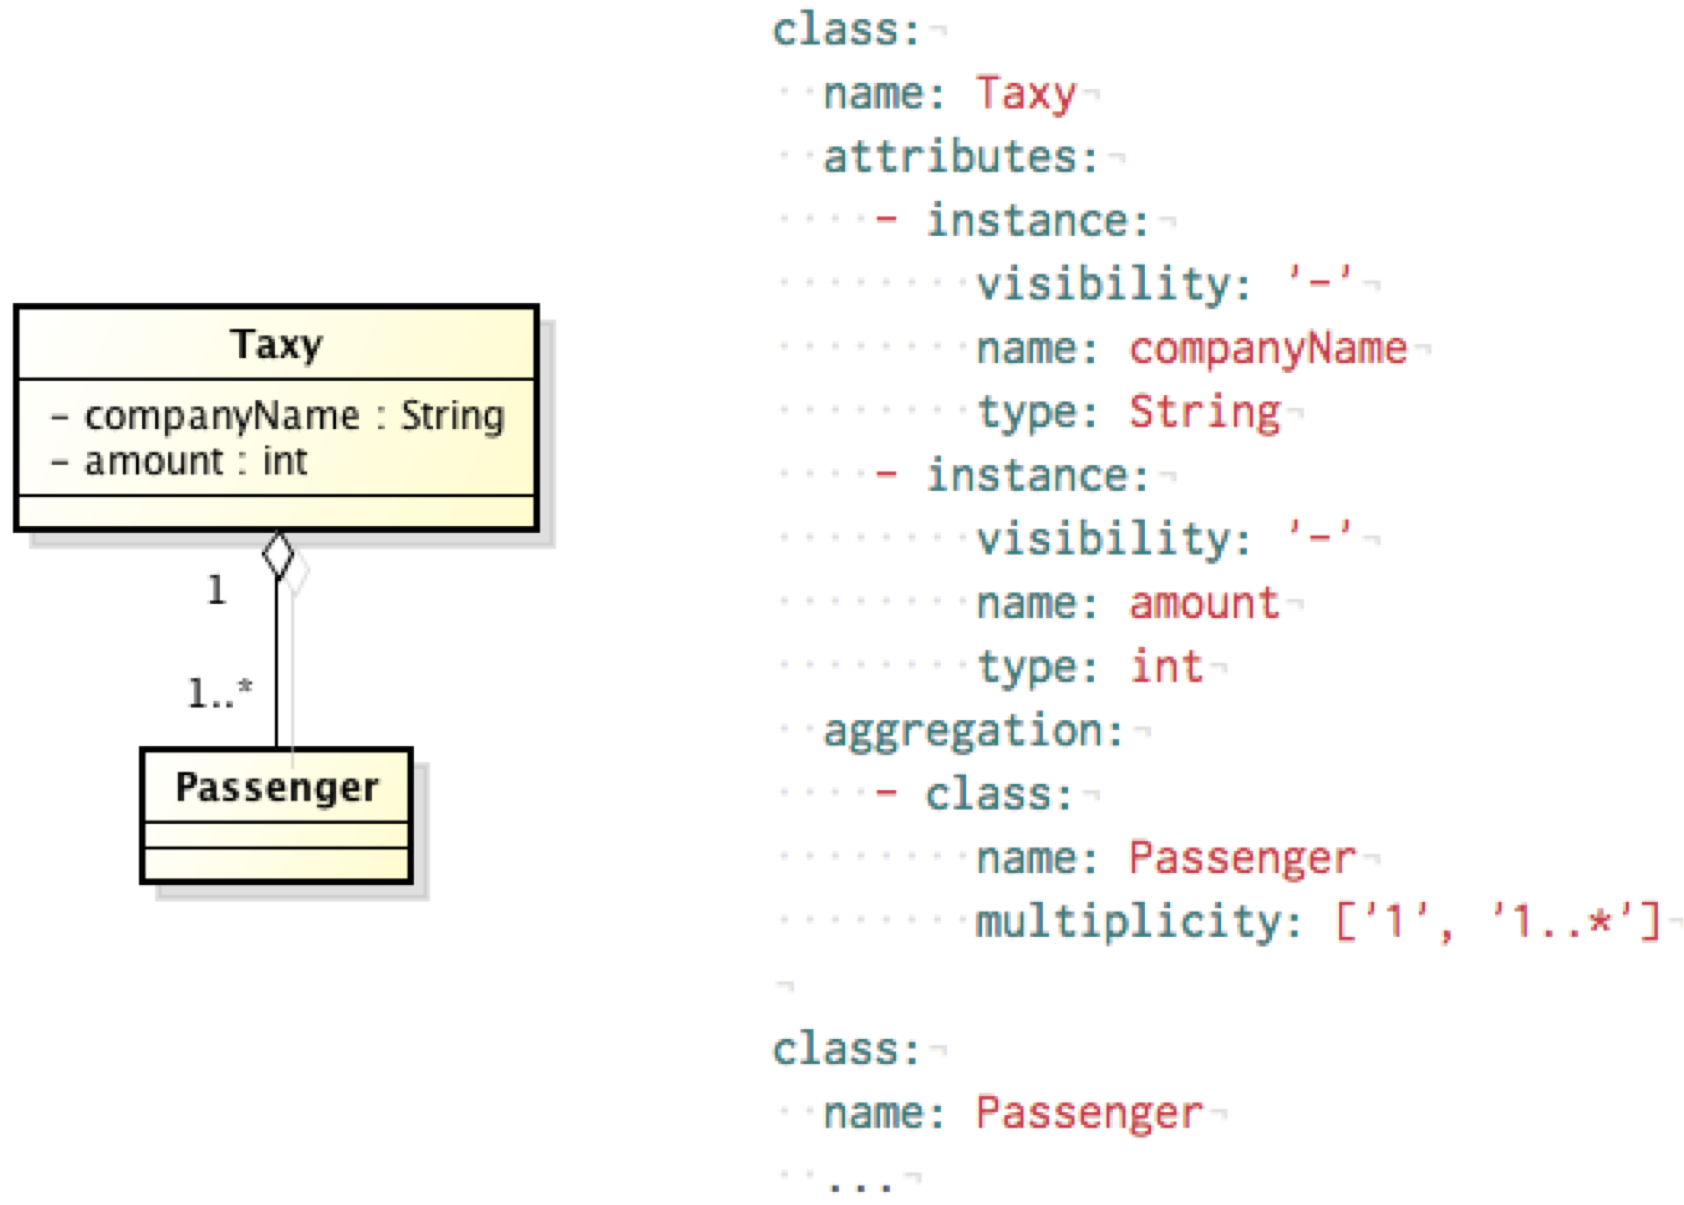 Taxy
- companyName : String
- amount : int
1
1..*
Passenger
class:
  name: Taxy
  attributes:
    - instance:
        visibility: '-'
        name: companyName
        type: String
    - instance:
        visibility: '-'
        name: amount
        type: int
  aggregation:
    - class:
        name: Passenger
        multiplicity: ['1', '1..*']
class:
  name: Passenger
  ...